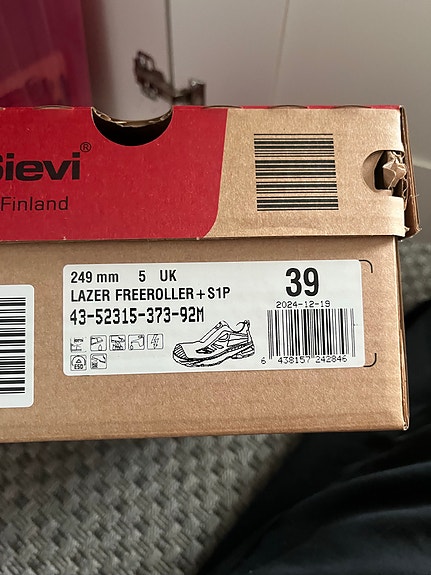 Sievi®
Finland
249 mm 5 UK
LAZER FREEROLLER+S1P
43-52315-373-92M
39
2024-12-19
ESD
6 438157 242846